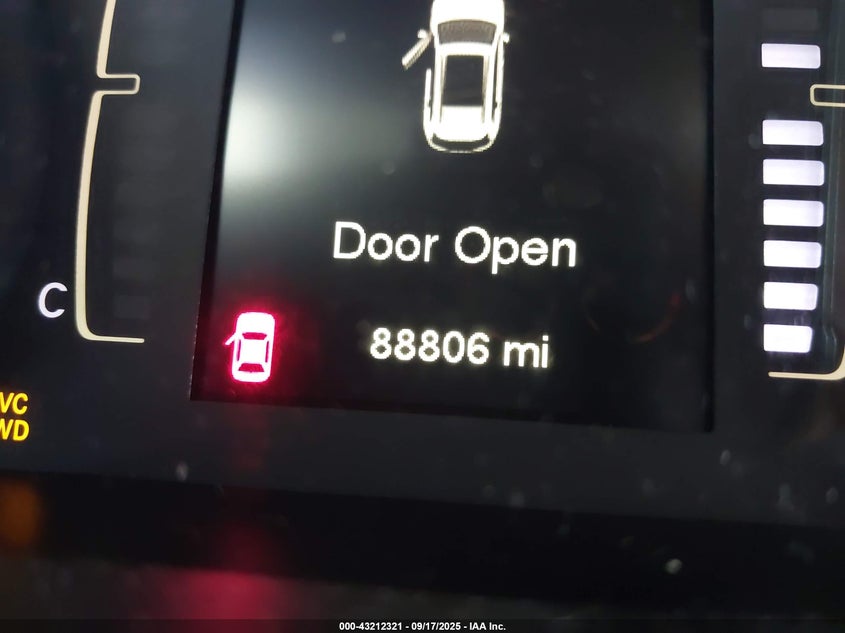 Door Open
C
88806 mi
VC
WD
000-43212321 - 09/17/2025 - IAA Inc.